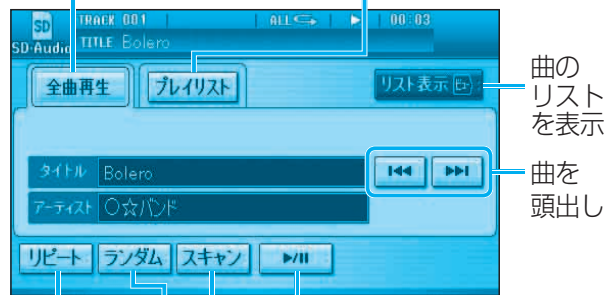 SD TRACK 001 ALL 00:03
SD-Audio TITLE Bolero
全曲再生 プレイリスト リスト表示
曲の
リスト
を表示
タイトル Bolero
アーティスト ○☆バンド
曲を
頭出し
リピート ランダム スキャン ►/II